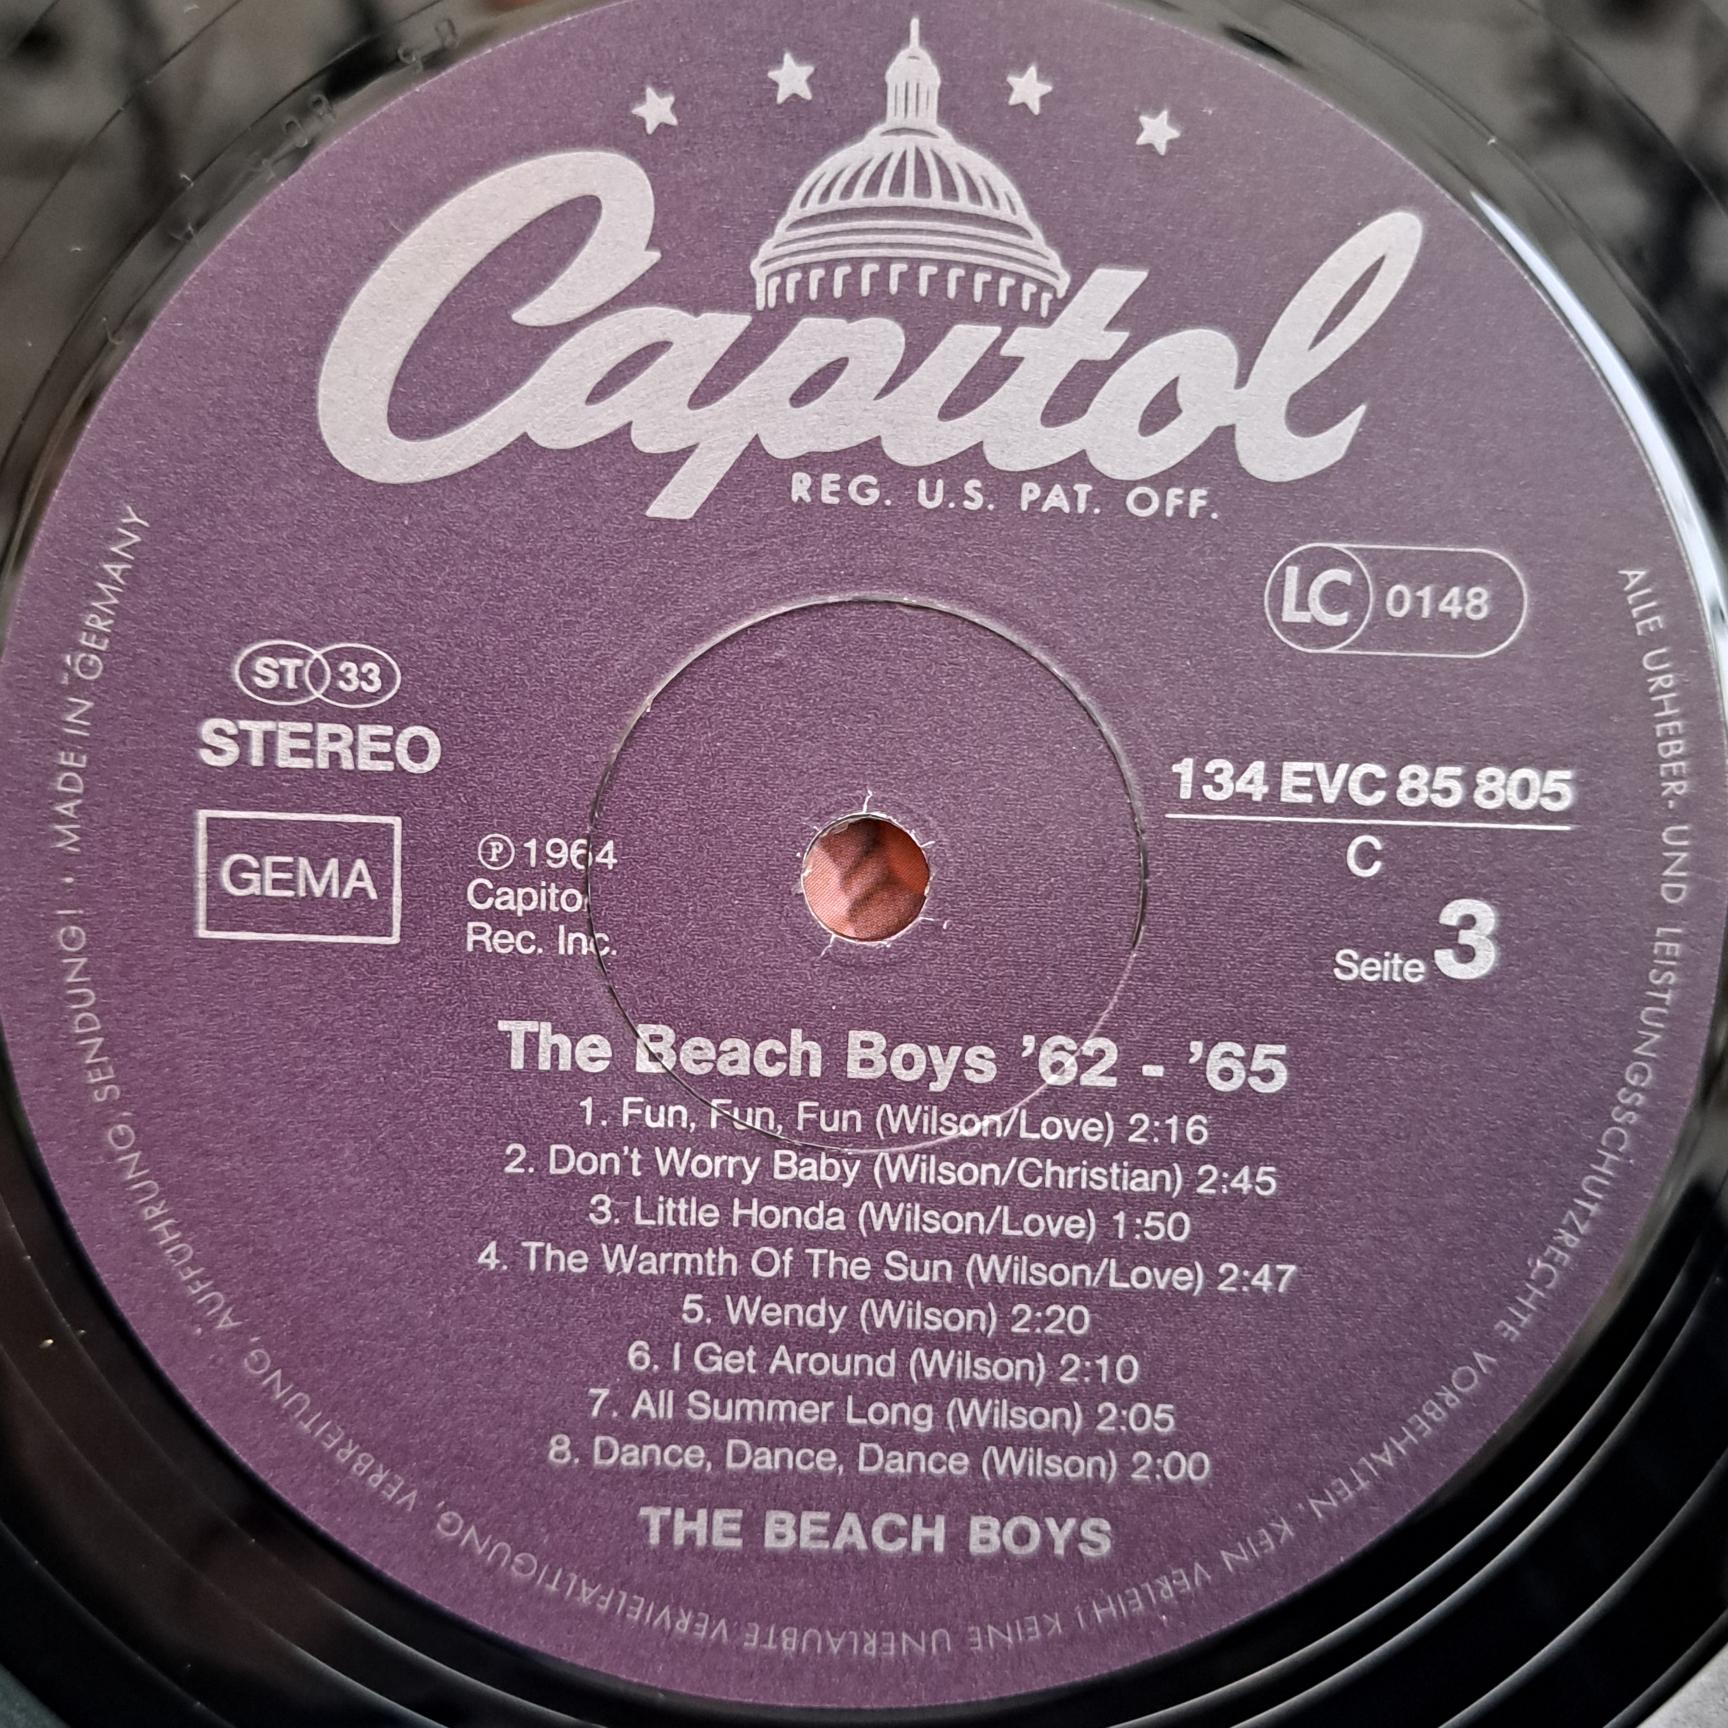 Capitol
REG. U.S. PAT. OFF.
LC 0148
ST 33
STEREO
GEMA
℗ 1964
Capitol
Rec. Inc.
134 EVC 85 805
C
Seite 3
The Beach Boys '62 - '65
1. Fun, Fun, Fun (Wilson/Love) 2:16
2. Don't Worry Baby (Wilson/Christian) 2:45
3. Little Honda (Wilson/Love) 1:50
4. The Warmth Of The Sun (Wilson/Love) 2:47
5. Wendy (Wilson) 2:20
6. I Get Around (Wilson) 2:10
7. All Summer Long (Wilson) 2:05
8. Dance, Dance, Dance (Wilson) 2:00
THE BEACH BOYS
ALLE URHEBER- UND LEISTUNGSSCHUTZRECHTE VORBEHALTEN. KEIN VERLEIH! KEINE UNERLAUBTE VERVIELFÄLTIGUNG, VERBREITUNG, AUFFÜHRUNG, SENDUNG! · MADE IN GERMANY